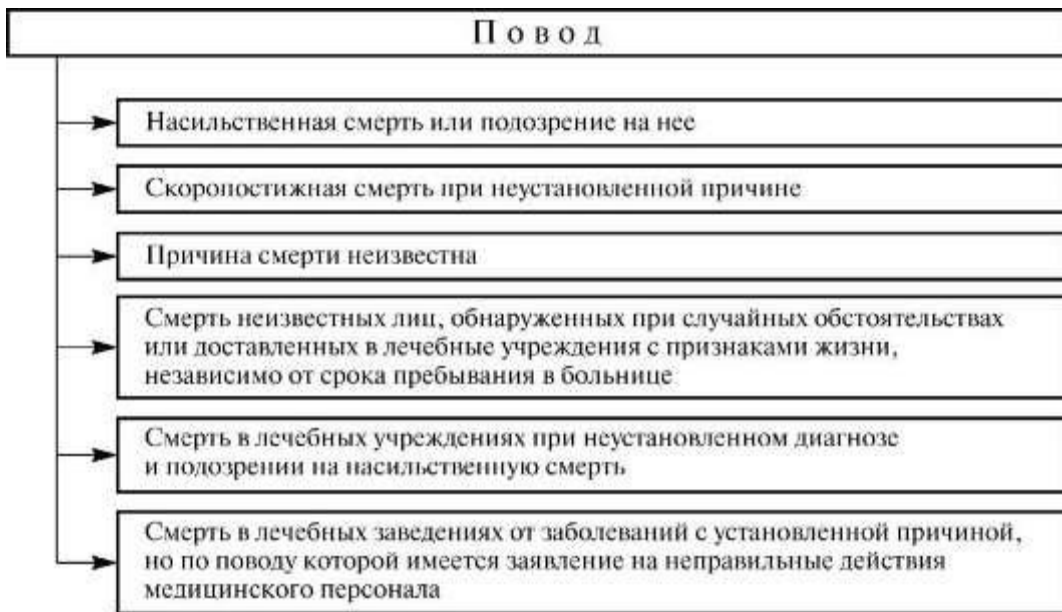 Повод
Насильственная смерть или подозрение на нее
Скоропостижная смерть при неустановленной причине
Причина смерти неизвестна
Смерть неизвестных лиц, обнаруженных при случайных обстоятельствах
или доставленных в лечебные учреждения с признаками жизни,
независимо от срока пребывания в больнице
Смерть в лечебных учреждениях при неустановленном диагнозе
и подозрении на насильственную смерть
Смерть в лечебных заведениях от заболеваний с установленной причиной,
но по поводу которой имеется заявление на неправильные действия
медицинского персонала